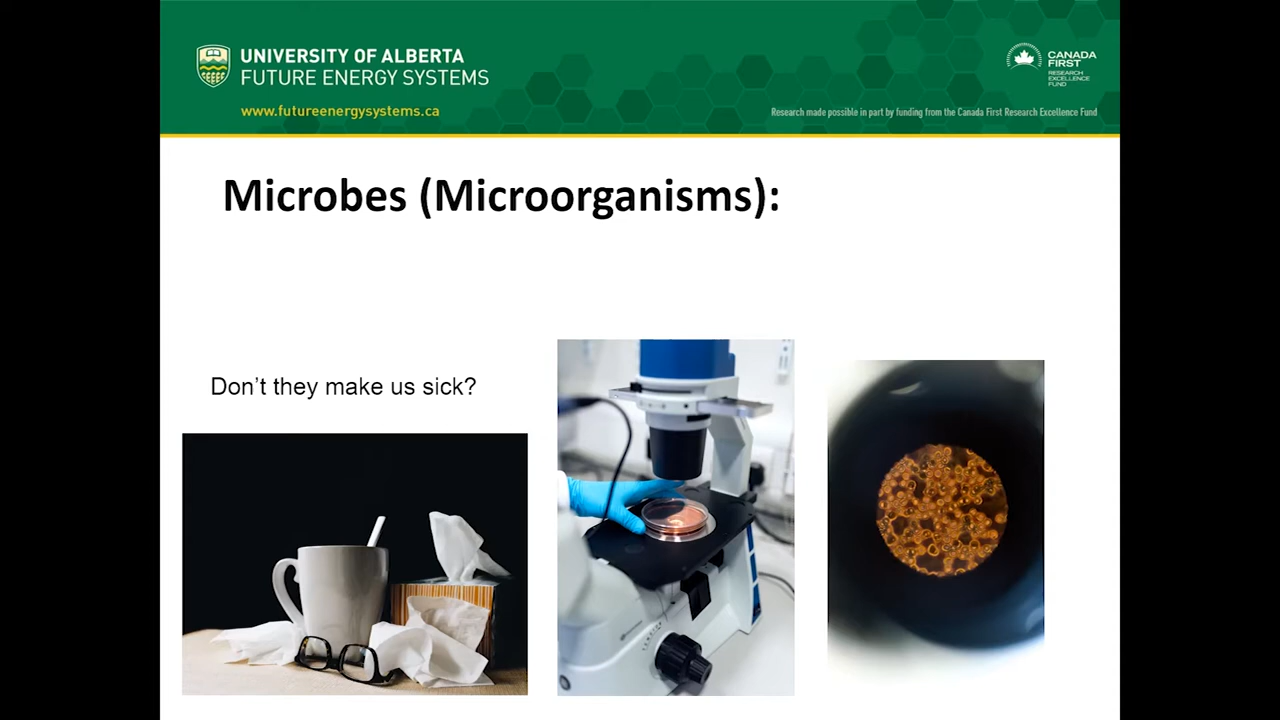 UNIVERSITY OF ALBERTA
FUTURE ENERGY SYSTEMS
www.futureenergysystems.ca
CANADA
FIRST
RESEARCH
EXCELLENCE
FUND
Research made possible in part by funding from the Canada First Research Excellence Fund
Microbes (Microorganisms):
Don't they make us sick?